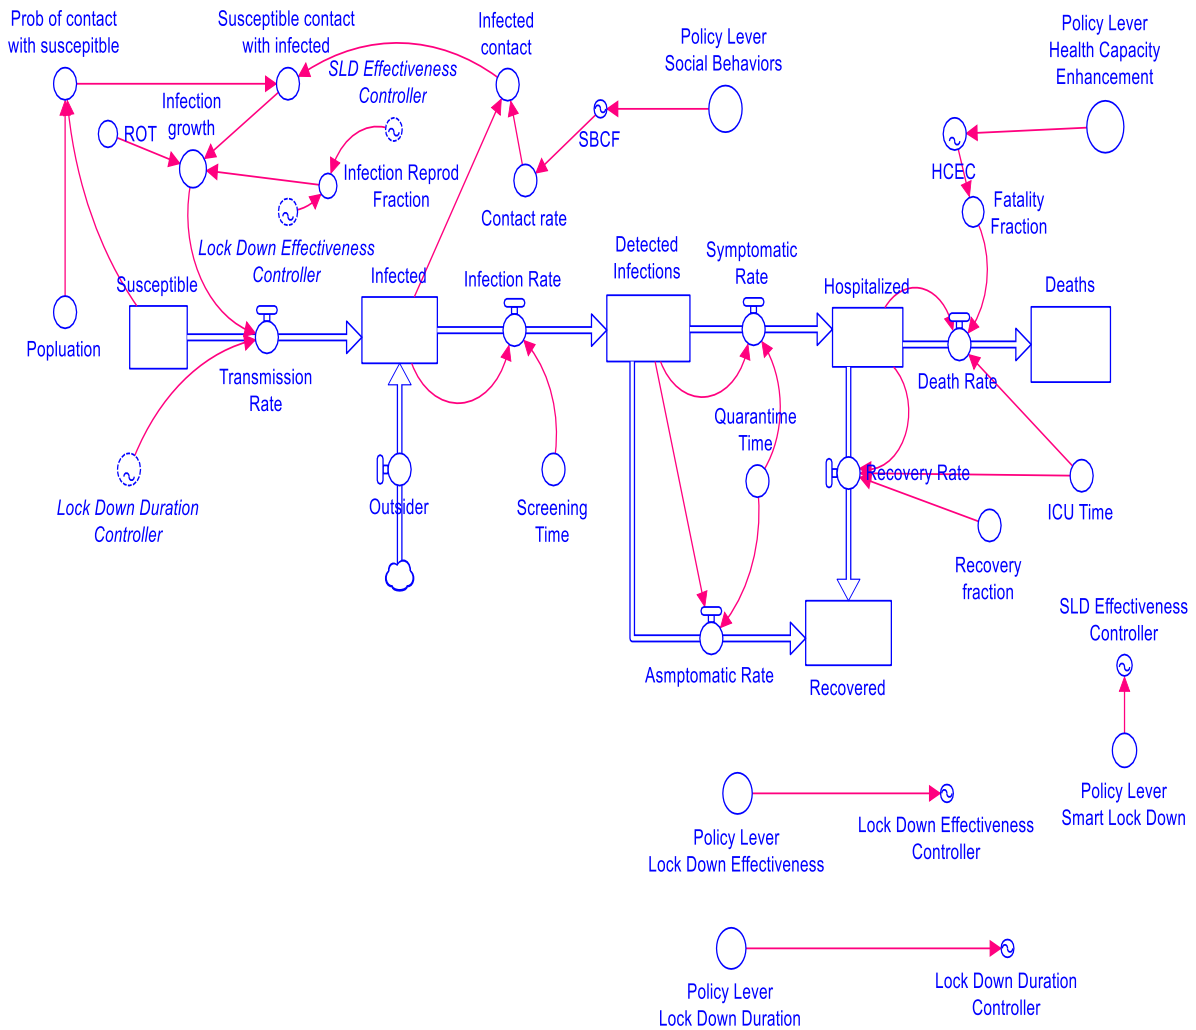 Prob of contact
with suscepitble
Susceptible contact
with infected
Infected
contact
Policy Lever
Social Behaviors
Policy Lever
Health Capacity
Enhancement
SLD Effectiveness
Controller
Infection
growth
ROT
SBCF
HCEC
Infection Reprod
Fraction
Contact rate
Fatality
Fraction
Lock Down Effectiveness
Controller
Susceptible
Infected
Infection Rate
Detected
Infections
Symptomatic
Rate
Hospitalized
Deaths
Popluation
Transmission
Rate
Death Rate
Quarantime
Time
Recovery Rate
Lock Down Duration
Controller
Outsider
Screening
Time
ICU Time
Recovery
fraction
SLD Effectiveness
Controller
Asmptomatic Rate
Recovered
Policy Lever
Smart Lock Down
Policy Lever
Lock Down Effectiveness
Lock Down Effectiveness
Controller
Policy Lever
Lock Down Duration
Lock Down Duration
Controller